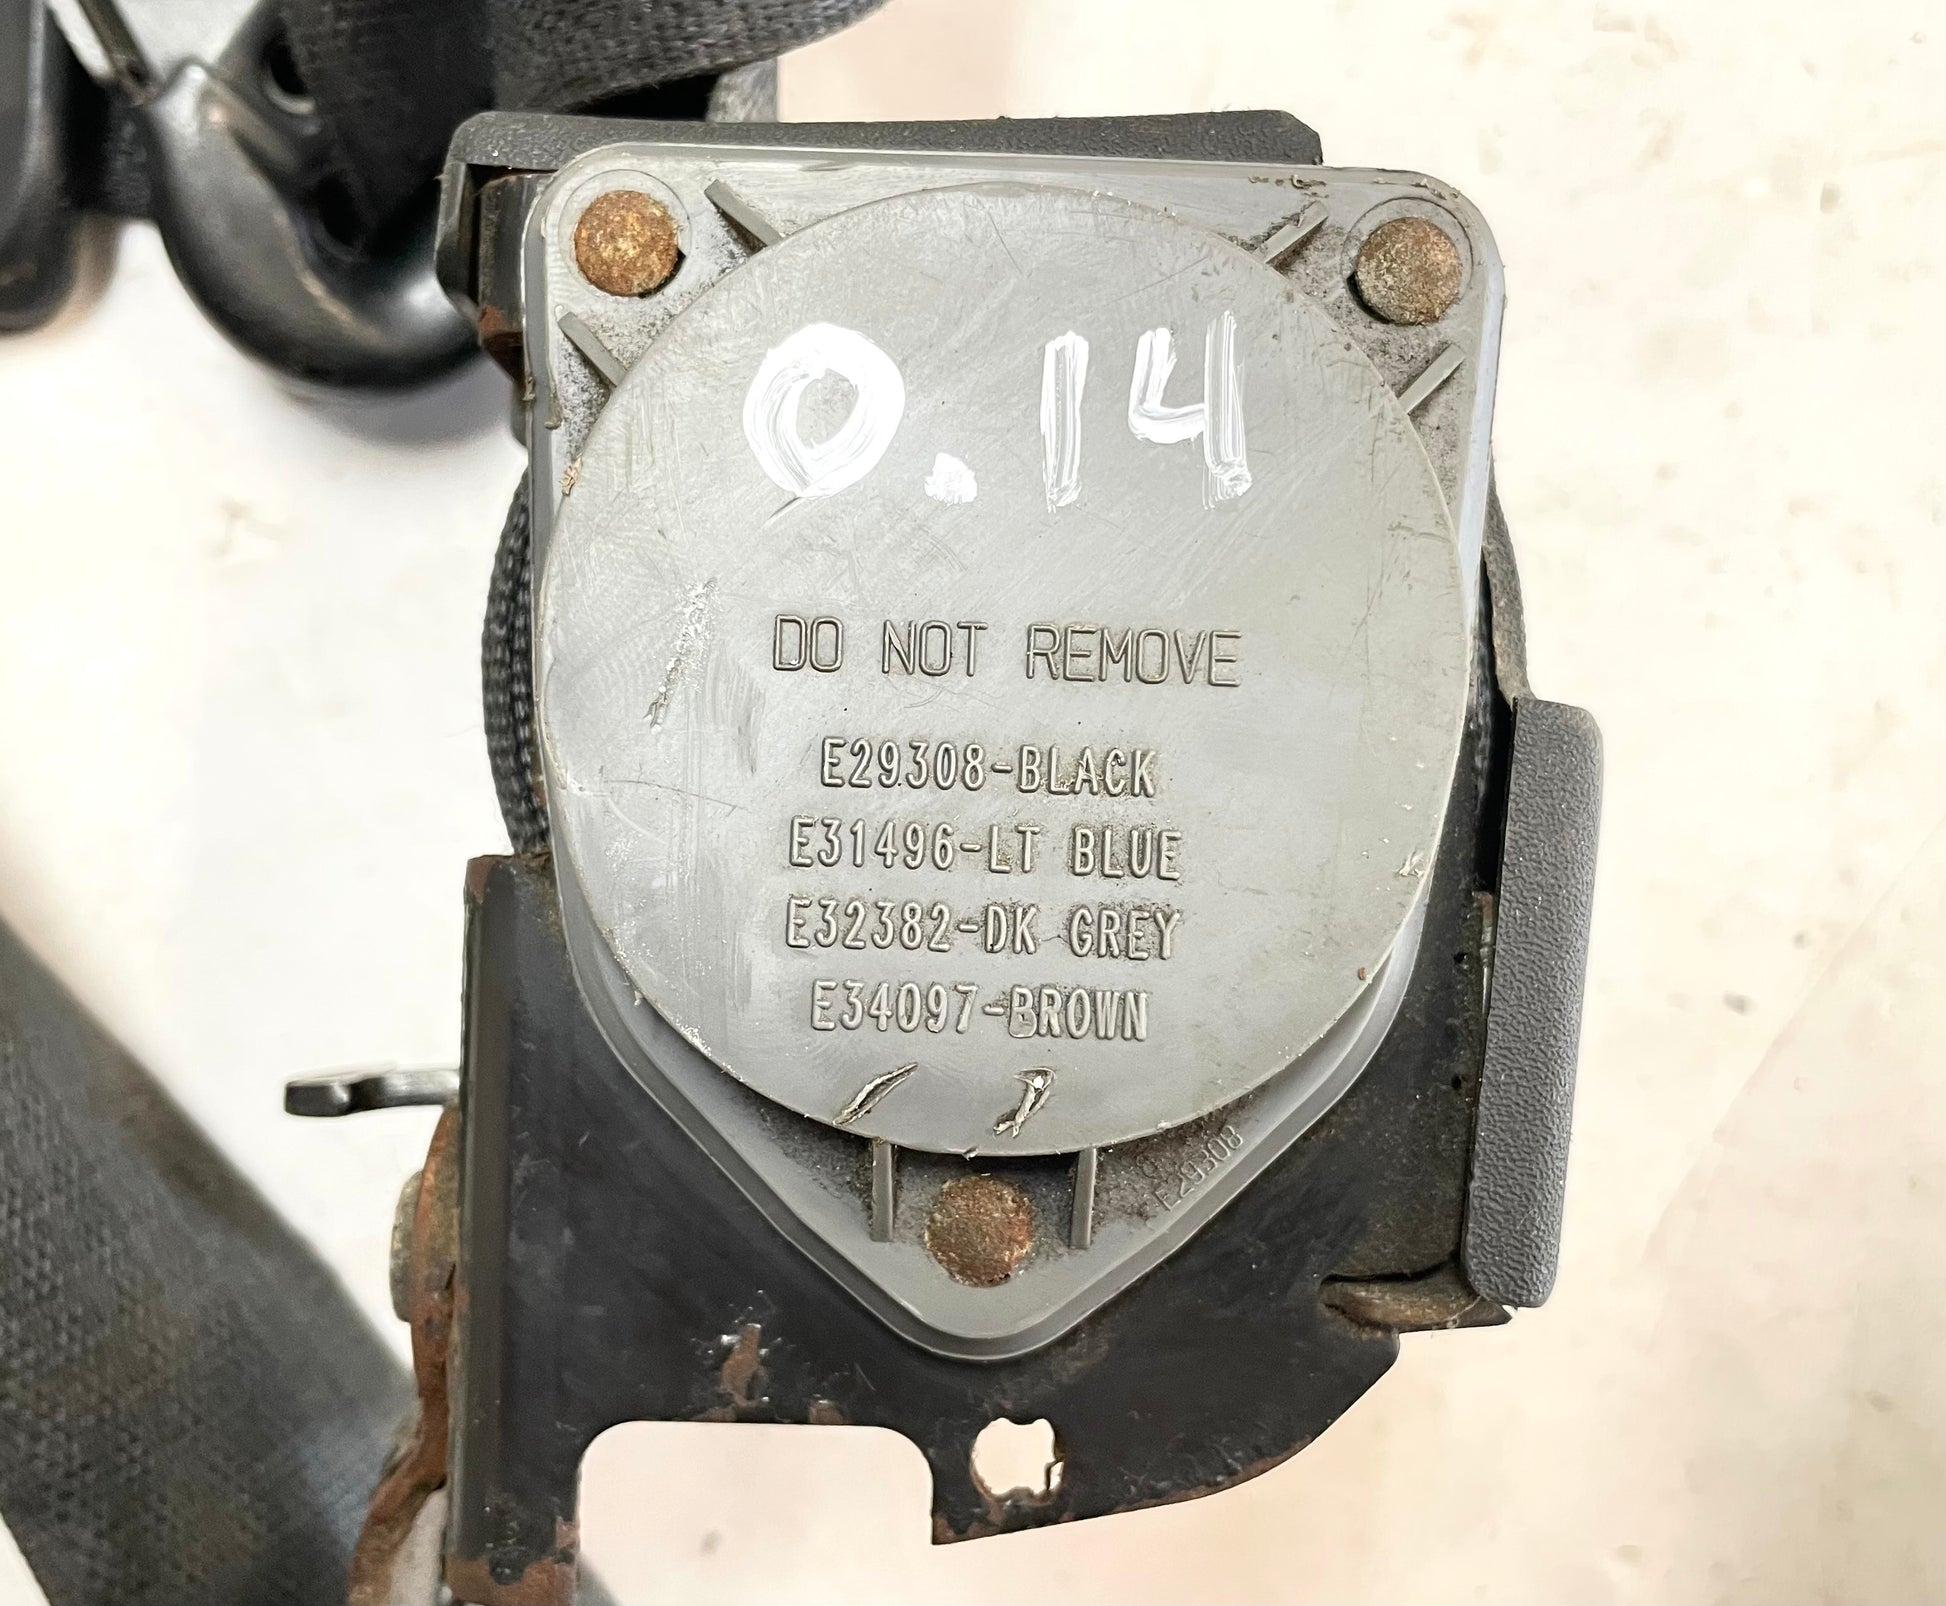 0.14
DO NOT REMOVE
E29308-BLACK
E31496-LT BLUE
E32382-DK GREY
E34097-BROWN
E29308